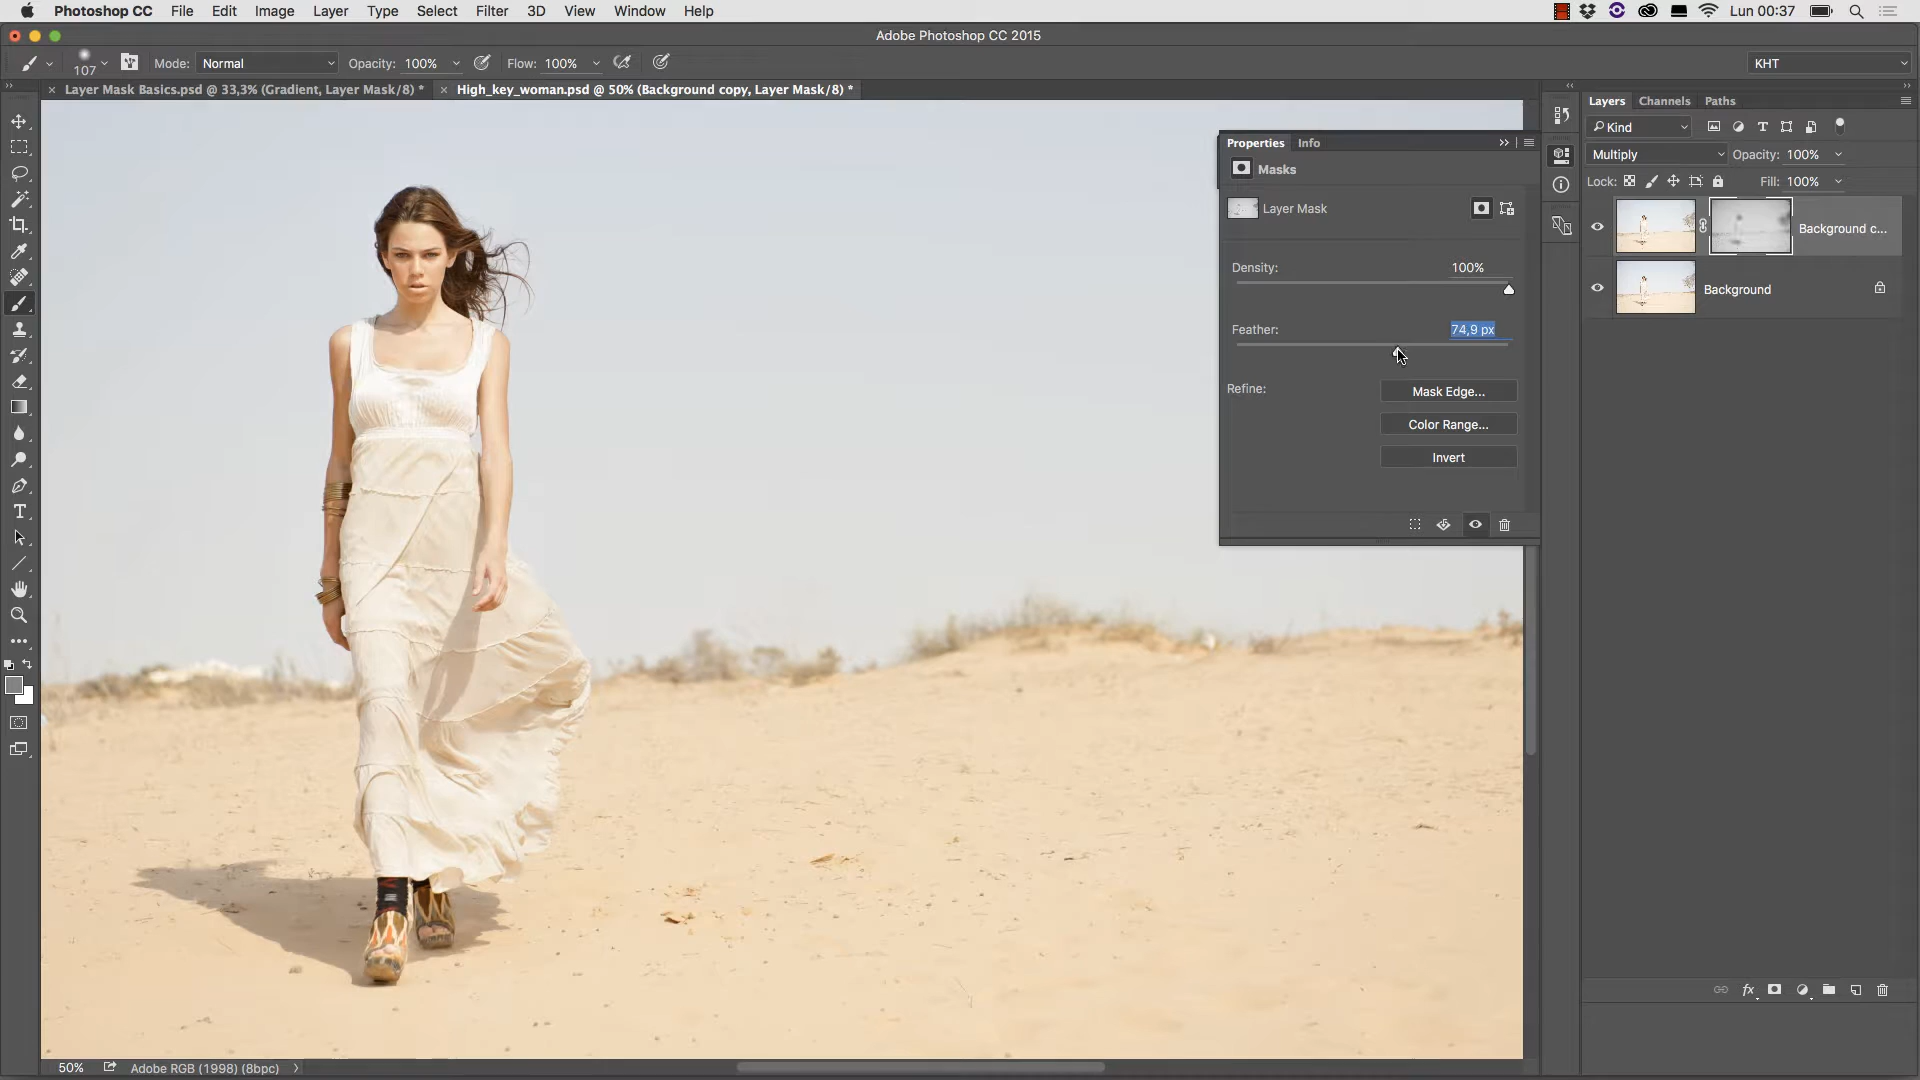 Photoshop CC File Edit Image Layer Type Select Filter 3D View Window Help Lun 00:37
Adobe Photoshop CC 2015
107 Mode: Normal Opacity: 100% Flow: 100% KHT
Layer Mask Basics.psd @ 33,3% (Gradient, Layer Mask/8) * High_key_woman.psd @ 50% (Background copy, Layer Mask/8) *
Layers Channels Paths
Kind
Multiply Opacity: 100%
Lock: Fill: 100%
Background c...
Background
Properties Info
Masks
Layer Mask
Density: 100%
Feather: 74,9 px
Refine: Mask Edge...
Color Range...
Invert
50% Adobe RGB (1998) (8bpc)